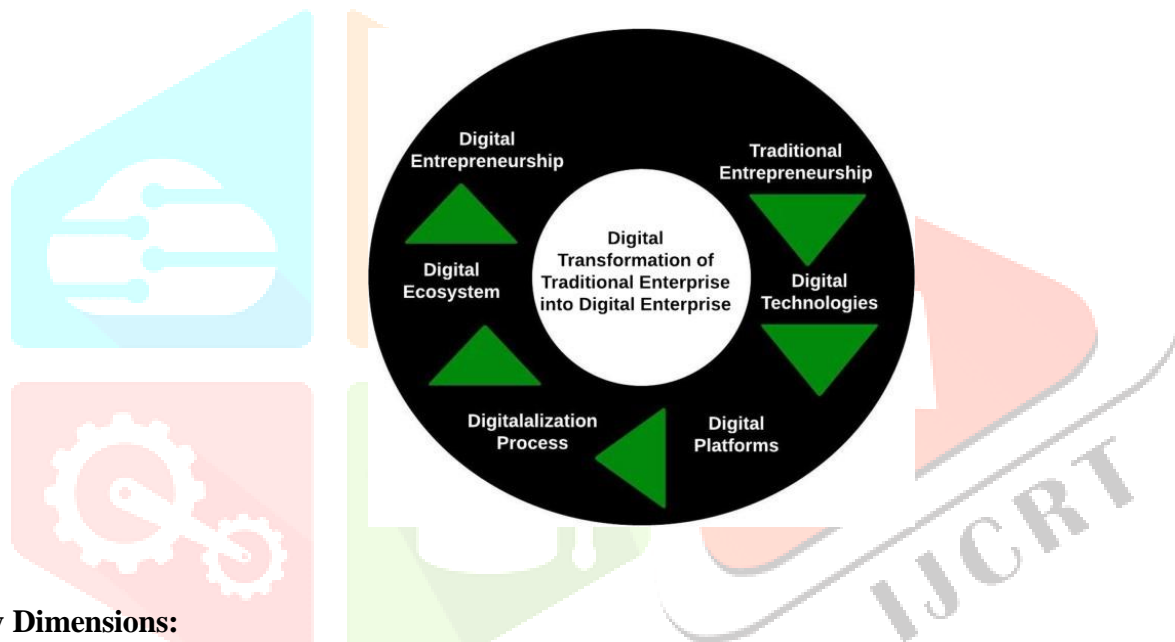 Digital
Entrepreneurship
Traditional
Entrepreneurship
Digital
Transformation of
Traditional Enterprise
into Digital Enterprise
Digital
Ecosystem
Digital
Technologies
Digitalalization
Process
Digital
Platforms
IJCRT
Dimensions: